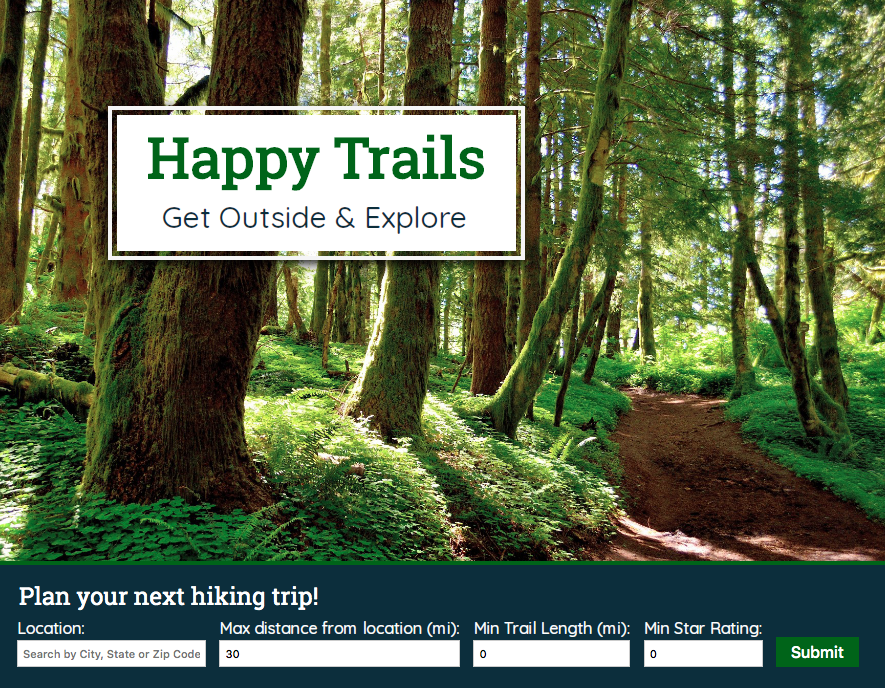 Happy Trails
Get Outside & Explore
Plan your next hiking trip!
Location: Max distance from location (mi): Min Trail Length (mi): Min Star Rating:
Search by City, State or Zip Code 30 0 0 Submit